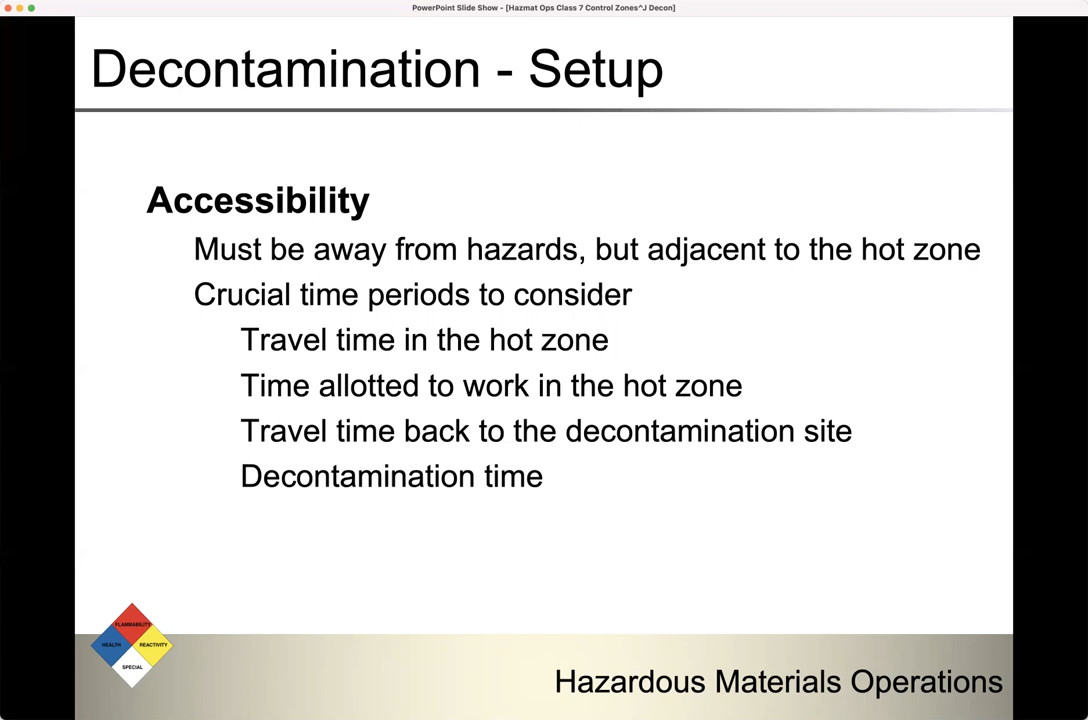 PowerPoint Slide Show - [Hazmat Ops Class 7 Control Zones^J Decon]
Decontamination - Setup
Accessibility
Must be away from hazards, but adjacent to the hot zone
Crucial time periods to consider
Travel time in the hot zone
Time allotted to work in the hot zone
Travel time back to the decontamination site
Decontamination time
FLAMMABILITY
HEALTH
REACTIVITY
SPECIAL
Hazardous Materials Operations